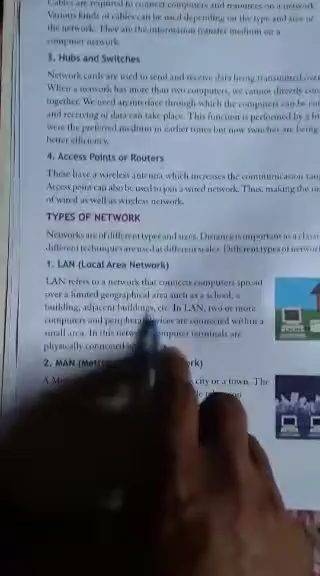 Cables are required to connect computers and resources on a network.
Various kinds of cables can be used depending on the type and size of
the network. They are the information transfer medium on a
computer network.
3. Hubs and Switches
Network cards are used to send and receive data being transmitted over
When a network has more than two computers, we cannot directly
together. We need an interface through which the computers can be
and receiving of data can take place. This function is performed by a
were the preferred medium in earlier times but now switches are being
better efficiency.
4. Access Points or Routers
These have a wireless antenna which increases the communication
Access point can also be used to join a wired network. Thus, making the
of wired as well as wireless network.
TYPES OF NETWORK
Networks are of different types and sizes. Distance is important as a
different techniques are used at different scales. Different types of
1. LAN (Local Area Network)
LAN refers to a network that connects computers spread
over a limited geographical area such as a school, a
building, adjacent buildings, etc. In LAN, two or more
computers and peripheral devices are connected within a
small area. In this computer terminals are
physically connected
2. MAN
city or a town. The